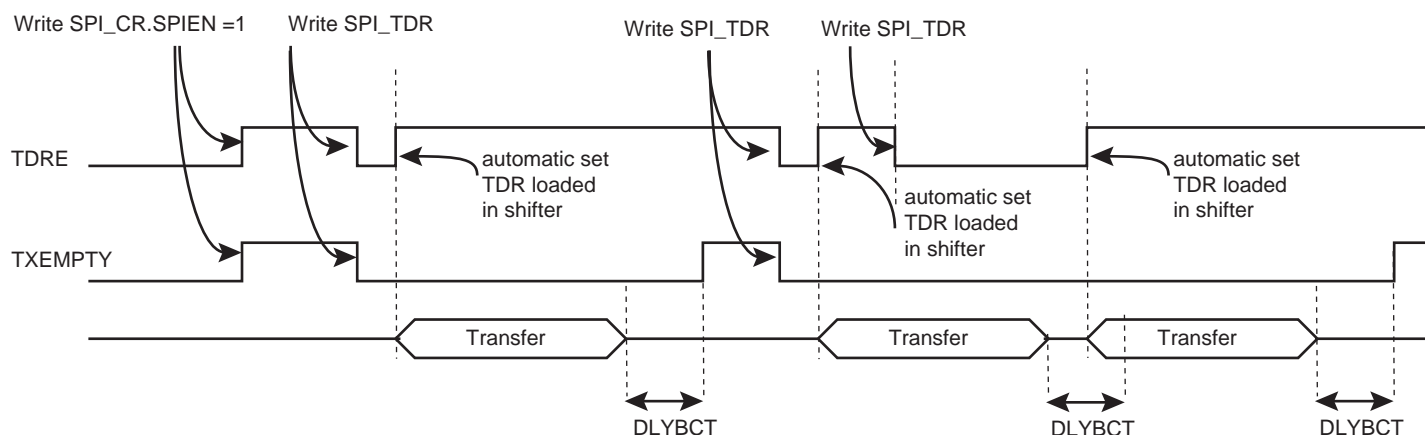 Write SPI_CR.SPIEN =1
Write SPI_TDR
Write SPI_TDR
Write SPI_TDR
TDRE
automatic set
TDR loaded
in shifter
automatic set
TDR loaded
in shifter
automatic set
TDR loaded
in shifter
TXEMPTY
Transfer
Transfer
Transfer
DLYBCT
DLYBCT
DLYBCT